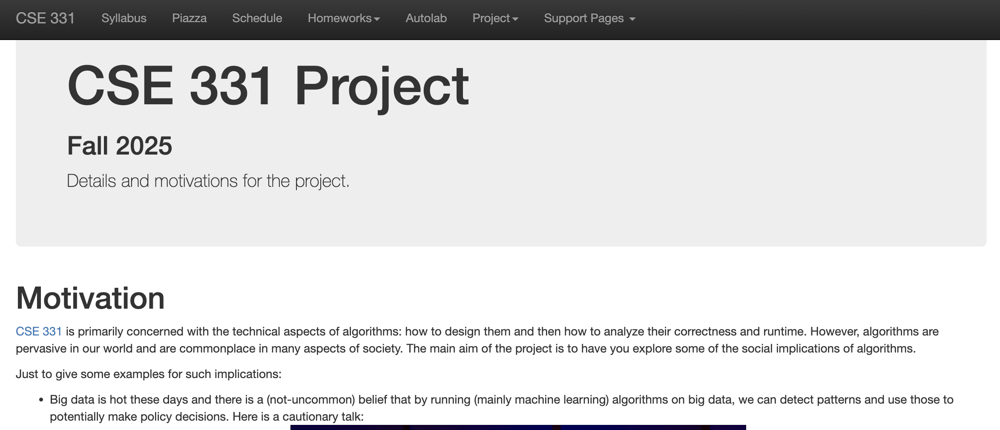 CSE 331 Syllabus Piazza Schedule Homeworks Autolab Project Support Pages
CSE 331 Project
Fall 2025
Details and motivations for the project.
Motivation
CSE 331 is primarily concerned with the technical aspects of algorithms: how to design them and then how to analyze their correctness and runtime. However, algorithms are
pervasive in our world and are commonplace in many aspects of society. The main aim of the project is to have you explore some of the social implications of algorithms.
Just to give some examples for such implications:
• Big data is hot these days and there is a (not-uncommon) belief that by running (mainly machine learning) algorithms on big data, we can detect patterns and use those to
potentially make policy decisions. Here is a cautionary talk: